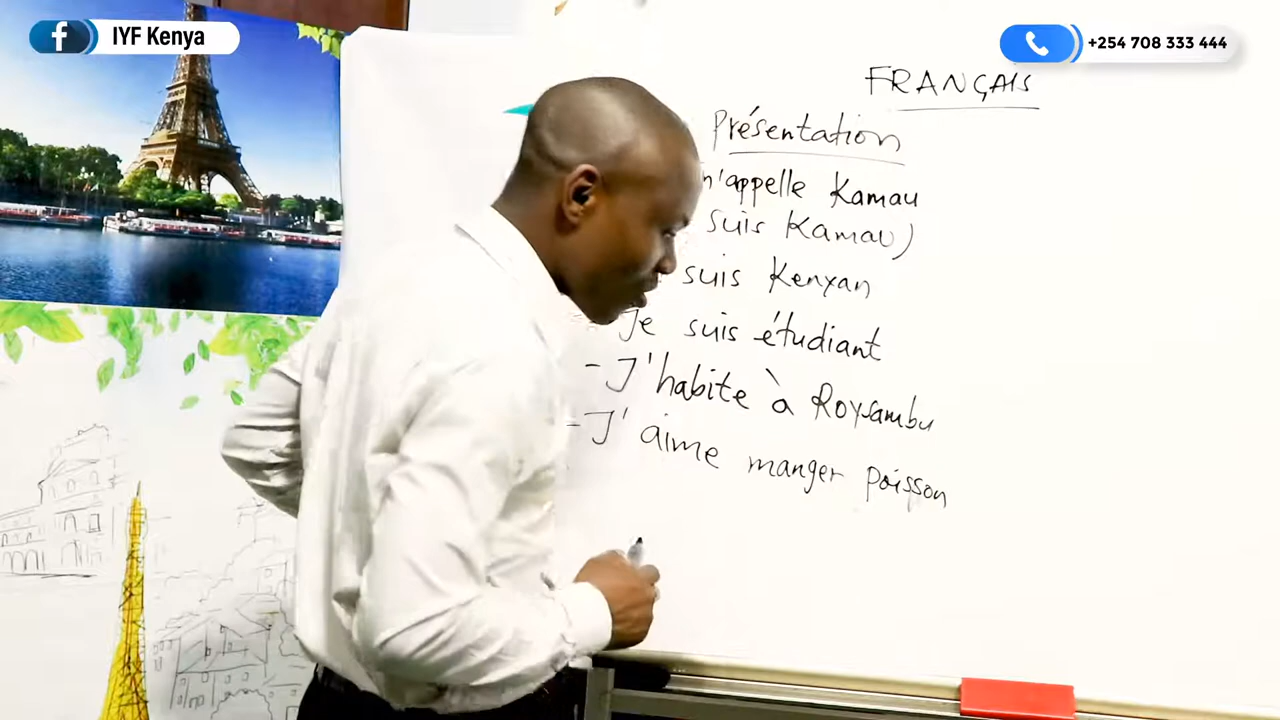 IYF Kenya
+254 708 333 444
FRANÇAIS
Présentation
m'appelle Kamau
suis Kamau)
suis Kenyan
Je suis étudiant
- J'habite à Roysambu
- J'aime manger poisson